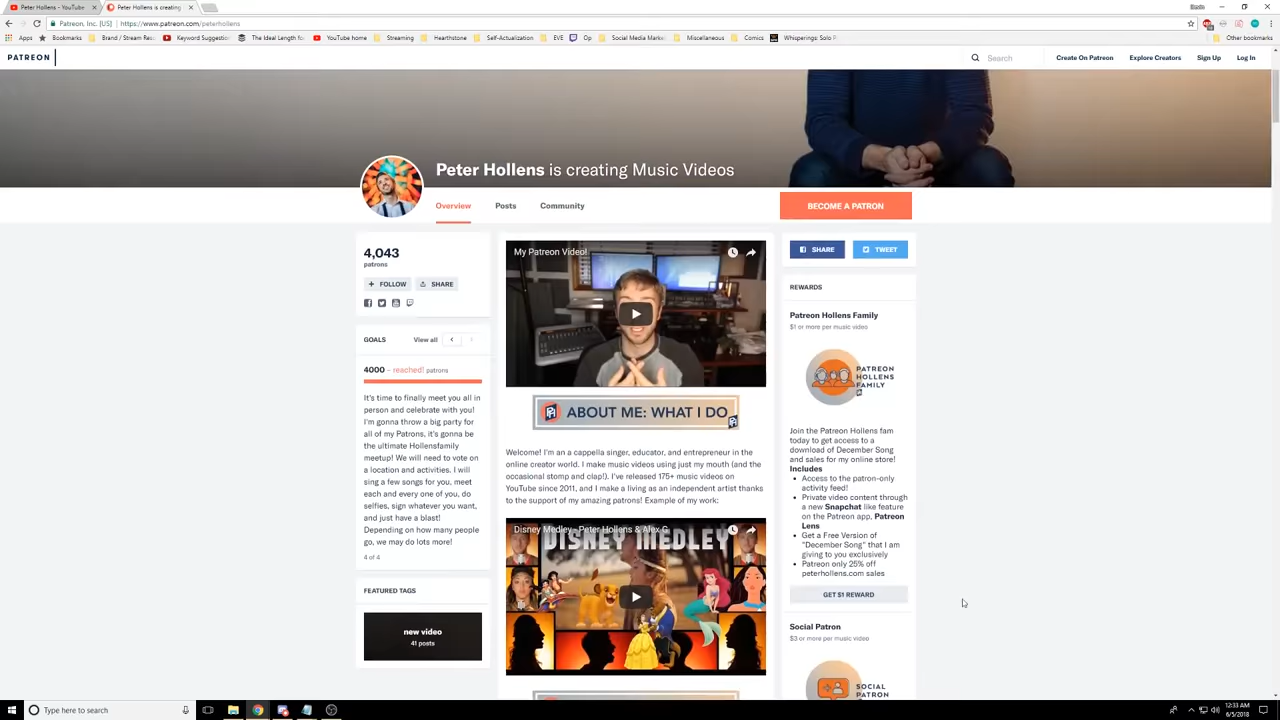 Peter Hollens - YouTube
Peter Hollens is creating
Patreon, Inc. [US]
https://www.patreon.com/peterhollens
Apps
Bookmarks
Brand / Stream Res
Keyword Suggestio
The Ideal Length fo
YouTube home
Streaming
Hearthstone
Self-Actualization
EVE
Op
Social Media Marke
Miscellaneous
Comics
Whisperings: Solo P
Other bookmarks
PATREON
Search
Create On Patreon
Explore Creators
Sign Up
Log In
Peter Hollens is creating Music Videos
Overview
Posts
Community
BECOME A PATRON
4,043
patrons
FOLLOW
SHARE
GOALS
View all
4000 - reached! patrons
It's time to finally meet you all in
person and celebrate with you!
I'm gonna throw a big party for
all of my Patrons, it's gonna be
the ultimate Hollensfamily
meetup! We will need to vote on
a location and activities. I will
sing a few songs for you, meet
each and every one of you, do
selfies, sign whatever you want,
and just have a blast!
Depending on how many people
go, we may do lots more!
4 of 4
FEATURED TAGS
new video
41 posts
My Patreon Video!
ABOUT ME: WHAT I DO
Welcome! I'm an a cappella singer, educator, and entrepreneur in the
online creator world. I make music videos using just my mouth (and the
occasional stomp and clap!). I've released 175+ music videos on
YouTube since 2011, and I make a living as an independent artist thanks
to the support of my amazing patrons! Example of my work:
Disney Medley - Peter Hollens & Alex G
DISNEY MEDLEY
SHARE
TWEET
REWARDS
Patreon Hollens Family
$1 or more per music video
PATREON
HOLLENS
FAMILY
Join the Patreon Hollens fam
today to get access to a
download of December Song
and sales for my online store!
Includes
Access to the patron-only
activity feed!
Private video content through
a new Snapchat like feature
on the Patreon app, Patreon
Lens
Get a Free Version of
"December Song" that I am
giving to you exclusively
Patreon only 25% off
peterhollens.com sales
GET $1 REWARD
Social Patron
$3 or more per music video
SOCIAL
PATRON
Type here to search
12:33 AM
6/5/2018